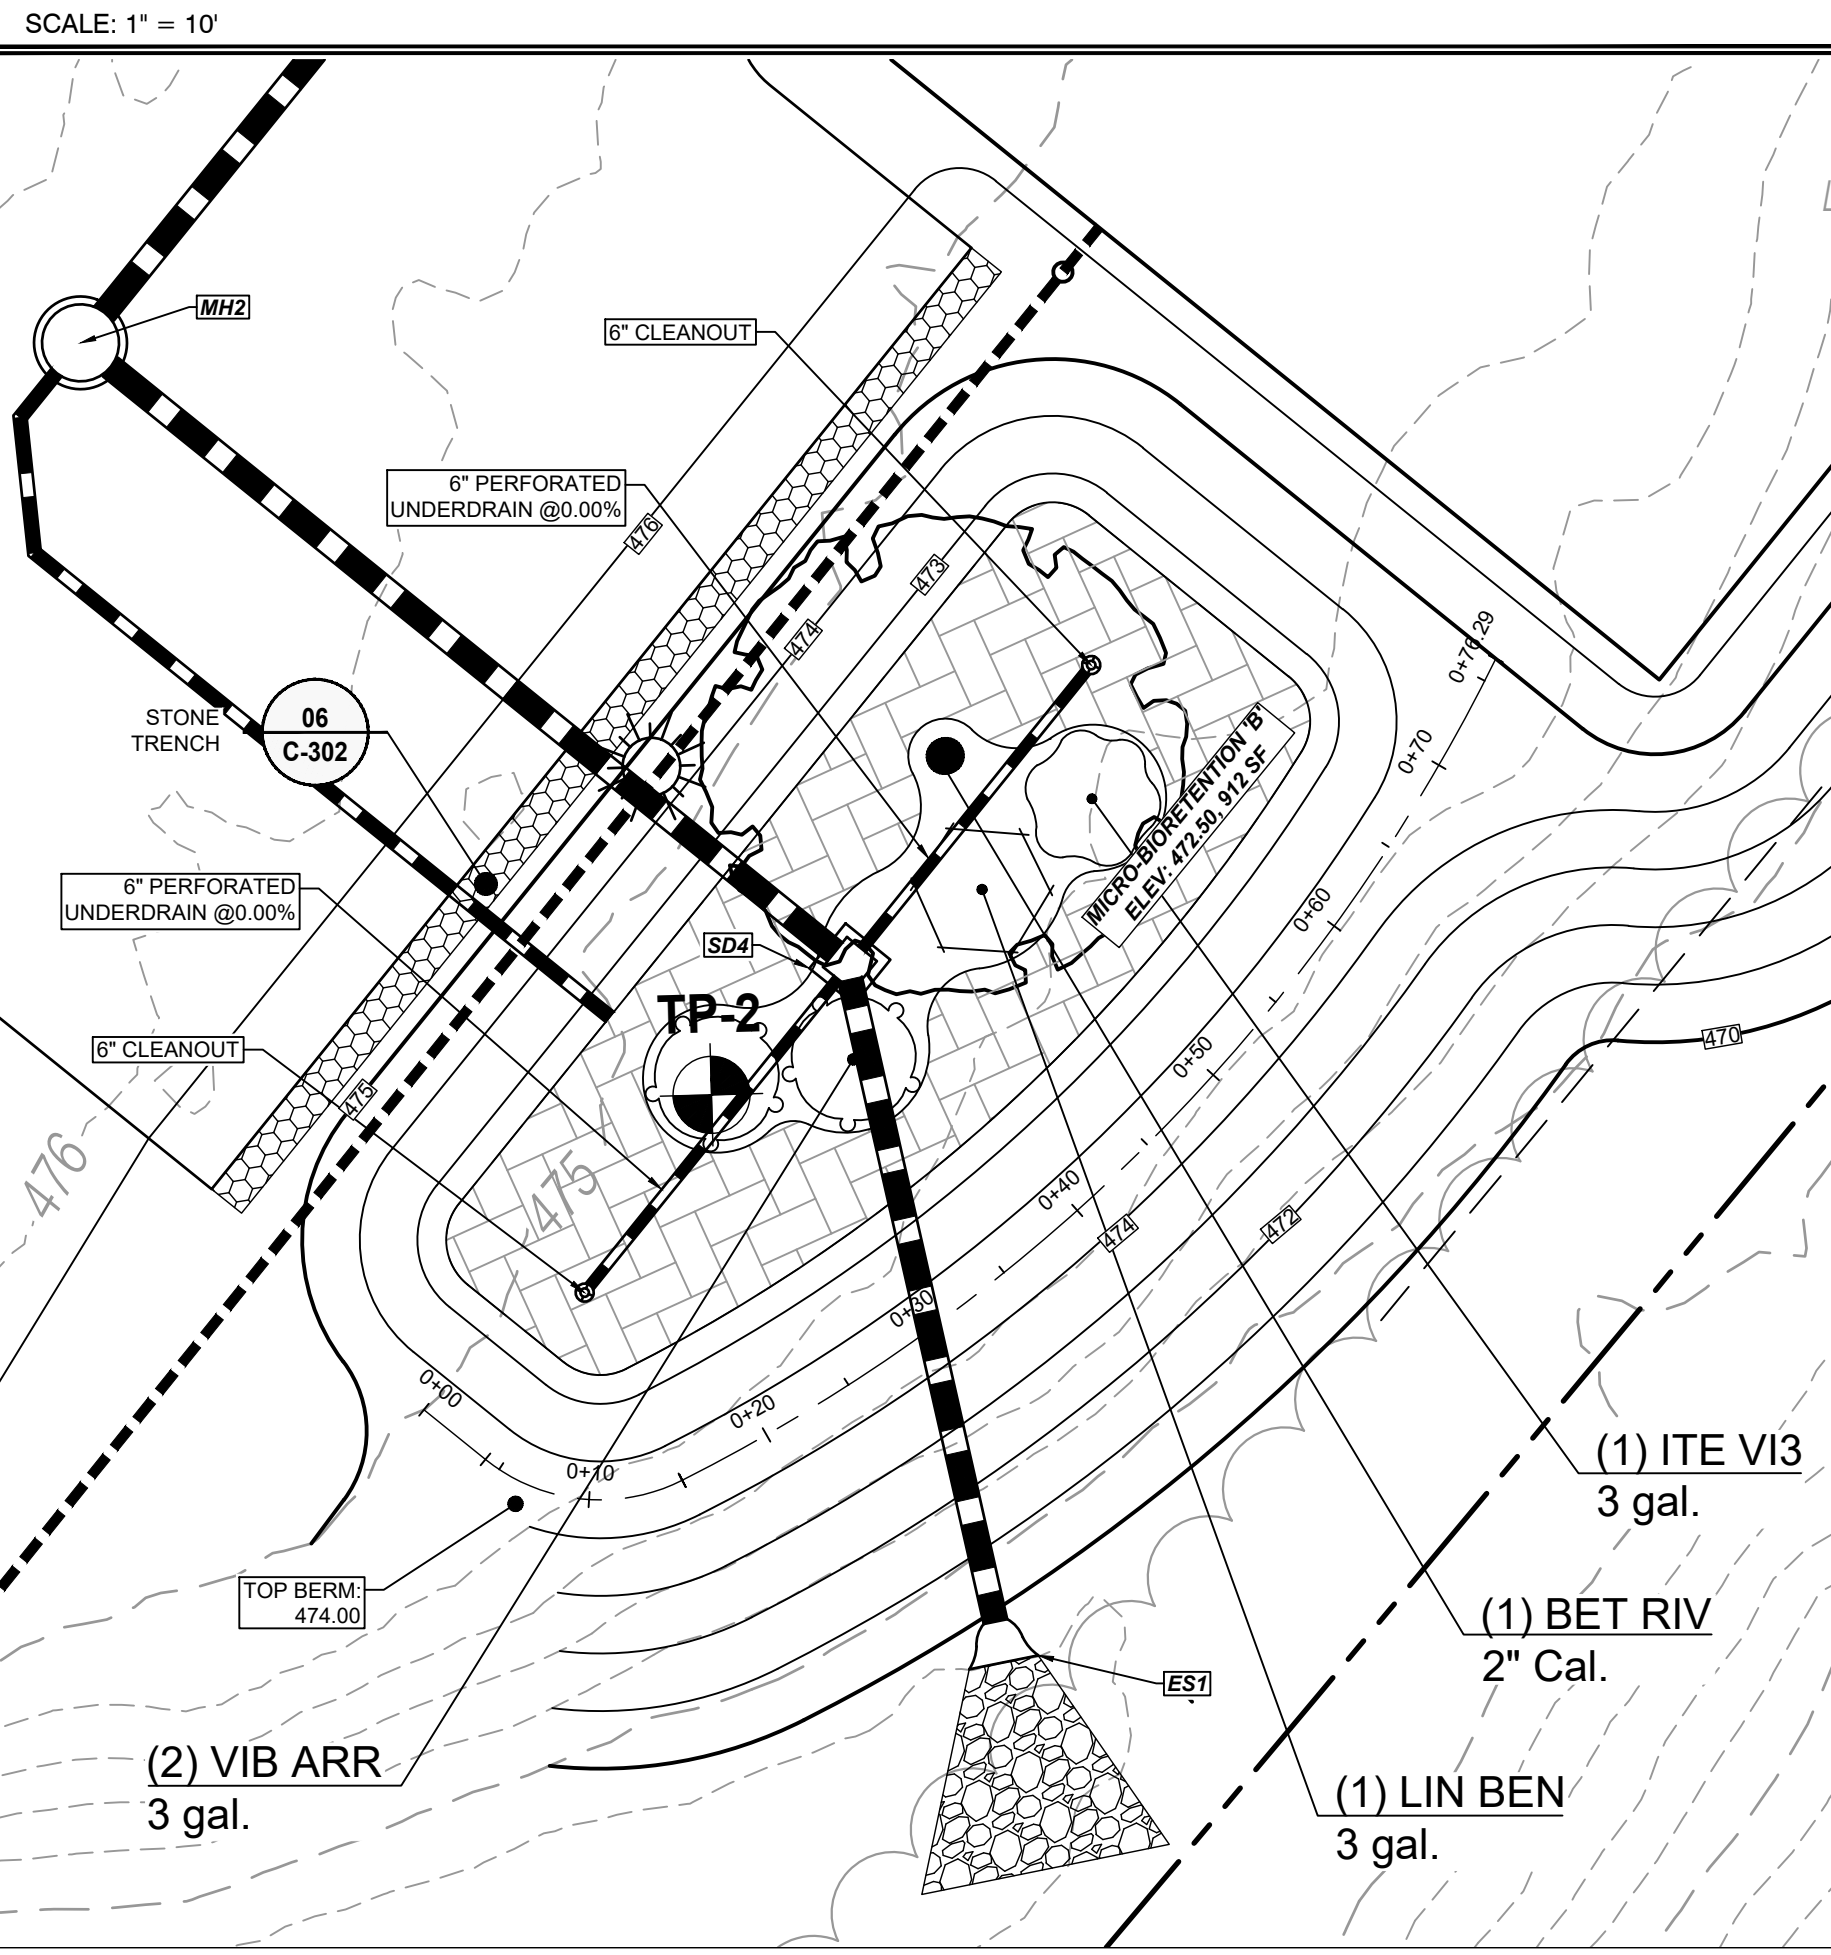 SCALE: 1" = 10'
MH2
6" CLEANOUT
6" PERFORATED
UNDERDRAIN @0.00%
476
473
474
0+76.29
06
C-302
STONE
TRENCH
0+70
MICRO-BIORETENTION 'B'
ELEV: 472.50, 912 SF
6" PERFORATED
UNDERDRAIN @0.00%
0+60
SD4
TP-2
470
6" CLEANOUT
0+50
475
476
475
0+40
474
472
0+30
0+00
0+20
0+10
(1) ITE VI3
3 gal.
TOP BERM:
474.00
(1) BET RIV
2" Cal.
ES1
(2) VIB ARR
3 gal.
(1) LIN BEN
3 gal.